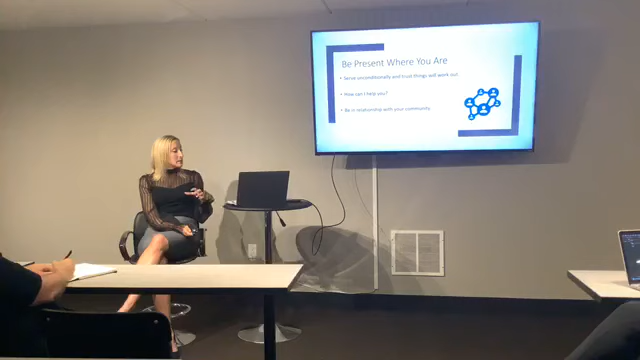 Be Present Where You Are
• Serve unconditionally and trust things will work out
• How can I help you?
• Be in relationship with your community